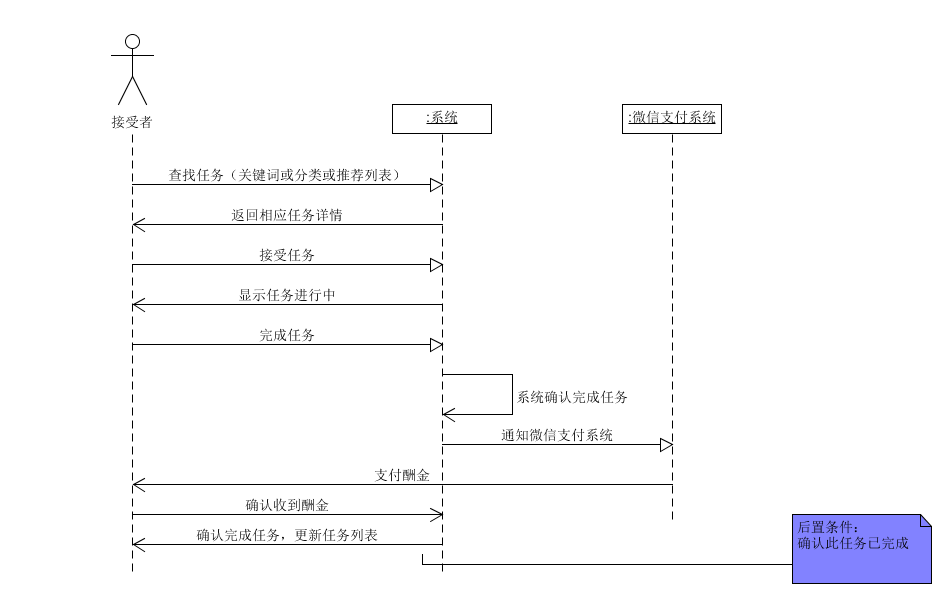 接受者
:系统
:微信支付系统
查找任务（关键词或分类或推荐列表）
返回相应任务详情
接受任务
显示任务进行中
完成任务
系统确认完成任务
通知微信支付系统
支付酬金
确认收到酬金
确认完成任务，更新任务列表
后置条件：
确认此任务已完成